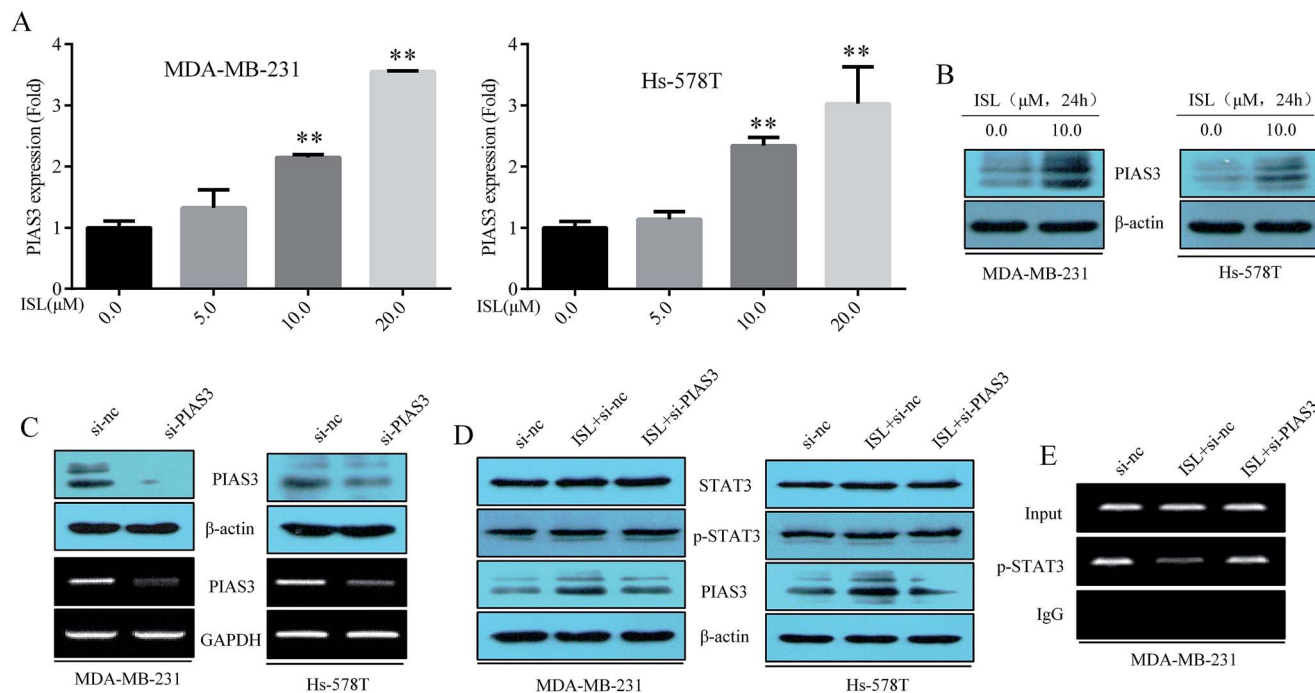 A
PIAS3 expression (Fold)
4
3
2
1
0
MDA-MB-231
**
**
ISL(μM)
0.0
5.0
10.0
20.0
PIAS3 expression (Fold)
4
3
2
1
0
Hs-578T
**
**
ISL(μM)
0.0
5.0
10.0
20.0
B
ISL（μM，24h）
0.0 10.0
ISL（μM，24h）
0.0 10.0
PIAS3
β-actin
MDA-MB-231
Hs-578T
C
si-nc
si-PIAS3
si-nc
si-PIAS3
PIAS3
β-actin
PIAS3
GAPDH
MDA-MB-231
Hs-578T
D
si-nc
ISL+si-nc
ISL+si-PIAS3
si-nc
ISL+si-nc
ISL+si-PIAS3
STAT3
p-STAT3
PIAS3
β-actin
MDA-MB-231
Hs-578T
E
si-nc
ISL+si-nc
ISL+si-PIAS3
Input
p-STAT3
IgG
MDA-MB-231